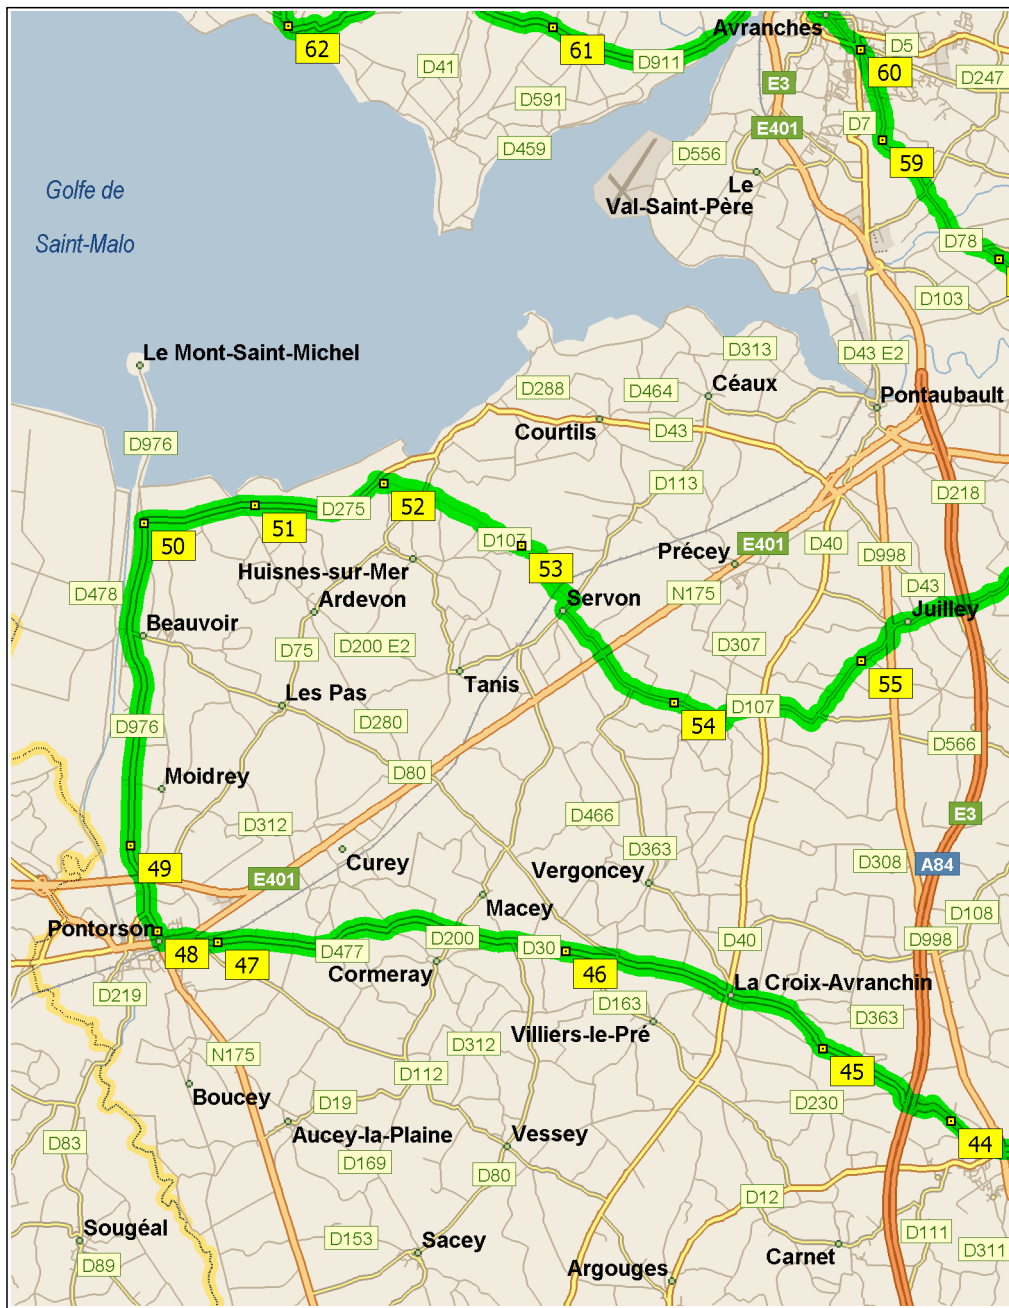 62
61
Avranches
D5
D41
D911
60
D247
E3
D591
E401
D7
D459
D556
59
Golfe de
Saint-Malo
Le
Val-Saint-Père
D78
D103
Le Mont-Saint-Michel
D313
D43 E2
D288
D464
Céaux
Pontaubault
D976
Courtils
D43
D113
D218
D275
52
51
50
D107
53
Précey
E401
D40
D998
Huisnes-sur-Mer
D478
Ardevon
Servon
N175
D43
Juilley
Beauvoir
D75
D200 E2
D307
Tanis
55
Les Pas
D976
D280
54
D107
D566
Moidrey
D80
D312
D466
E3
49
Curey
Vergoncey
D363
D308
A84
E401
Macey
D108
Pontorson
48
47
D477
D200
D30
46
D40
D998
Cormeray
La Croix-Avranchin
D219
D163
D363
Villiers-le-Pré
D312
N175
45
D112
Boucey
D19
D230
Aucey-la-Plaine
Vessey
D83
44
D169
D80
D12
Sougéal
D153
Sacey
D111
D311
Carnet
D89
Argouges